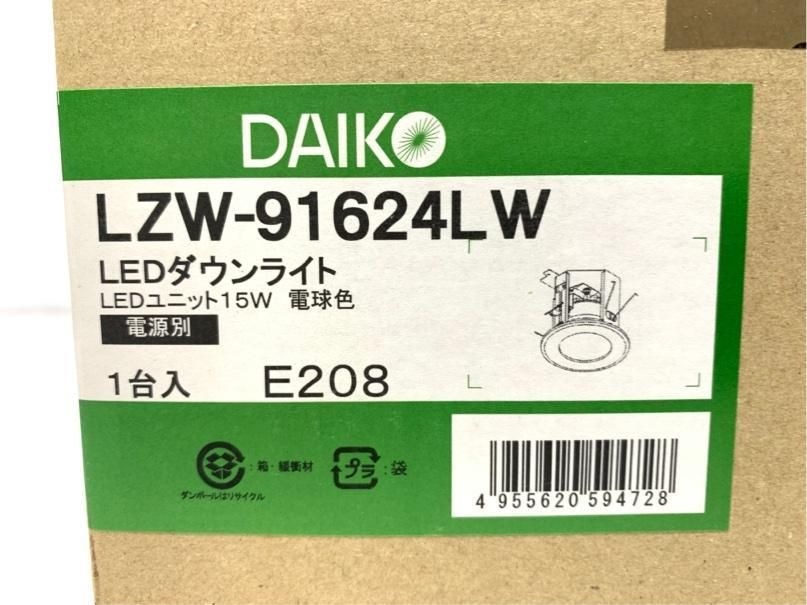 DAIKO
LZW-91624LW
LEDダウンライト
LEDユニット15W 電球色
電源別
1台入 E208
:箱・緩衝材
ダンボールはリサイクル
プラ :袋
4 955620 594728